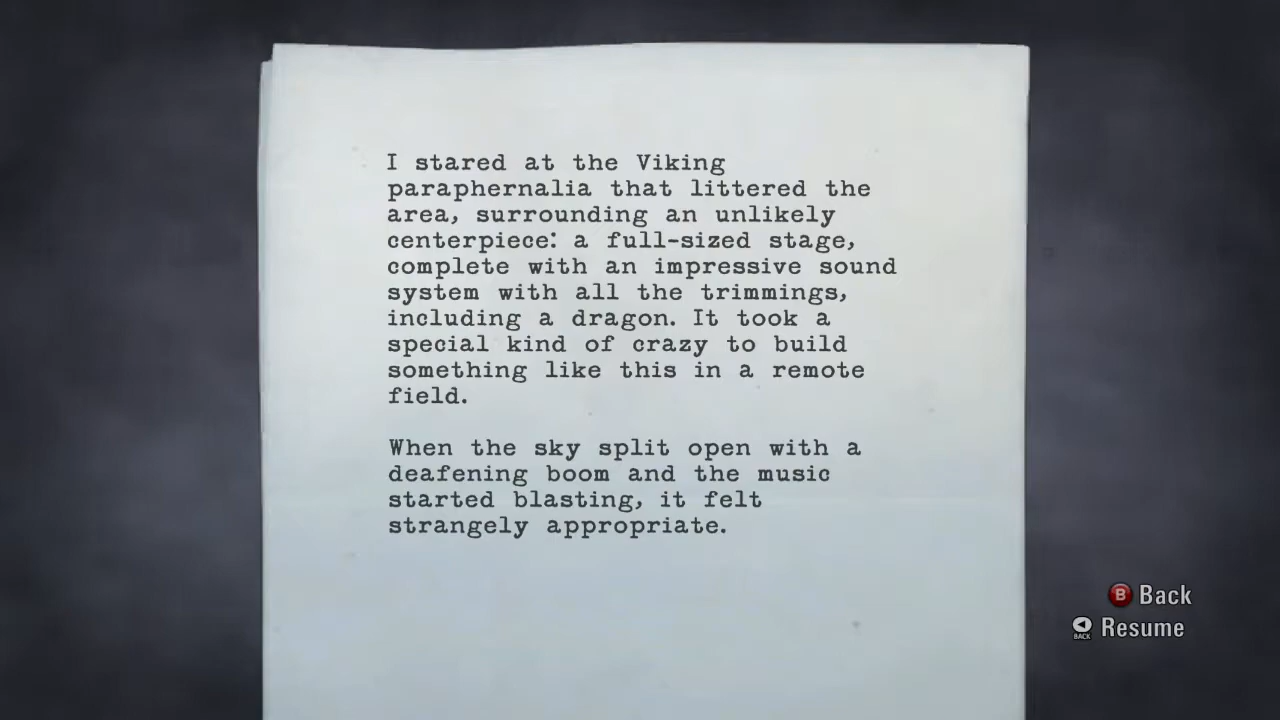 I stared at the Viking
paraphernalia that littered the
area, surrounding an unlikely
centerpiece: a full-sized stage,
complete with an impressive sound
system with all the trimmings,
including a dragon. It took a
special kind of crazy to build
something like this in a remote
field.
When the sky split open with a
deafening boom and the music
started blasting, it felt
strangely appropriate.
B Back
BACK Resume